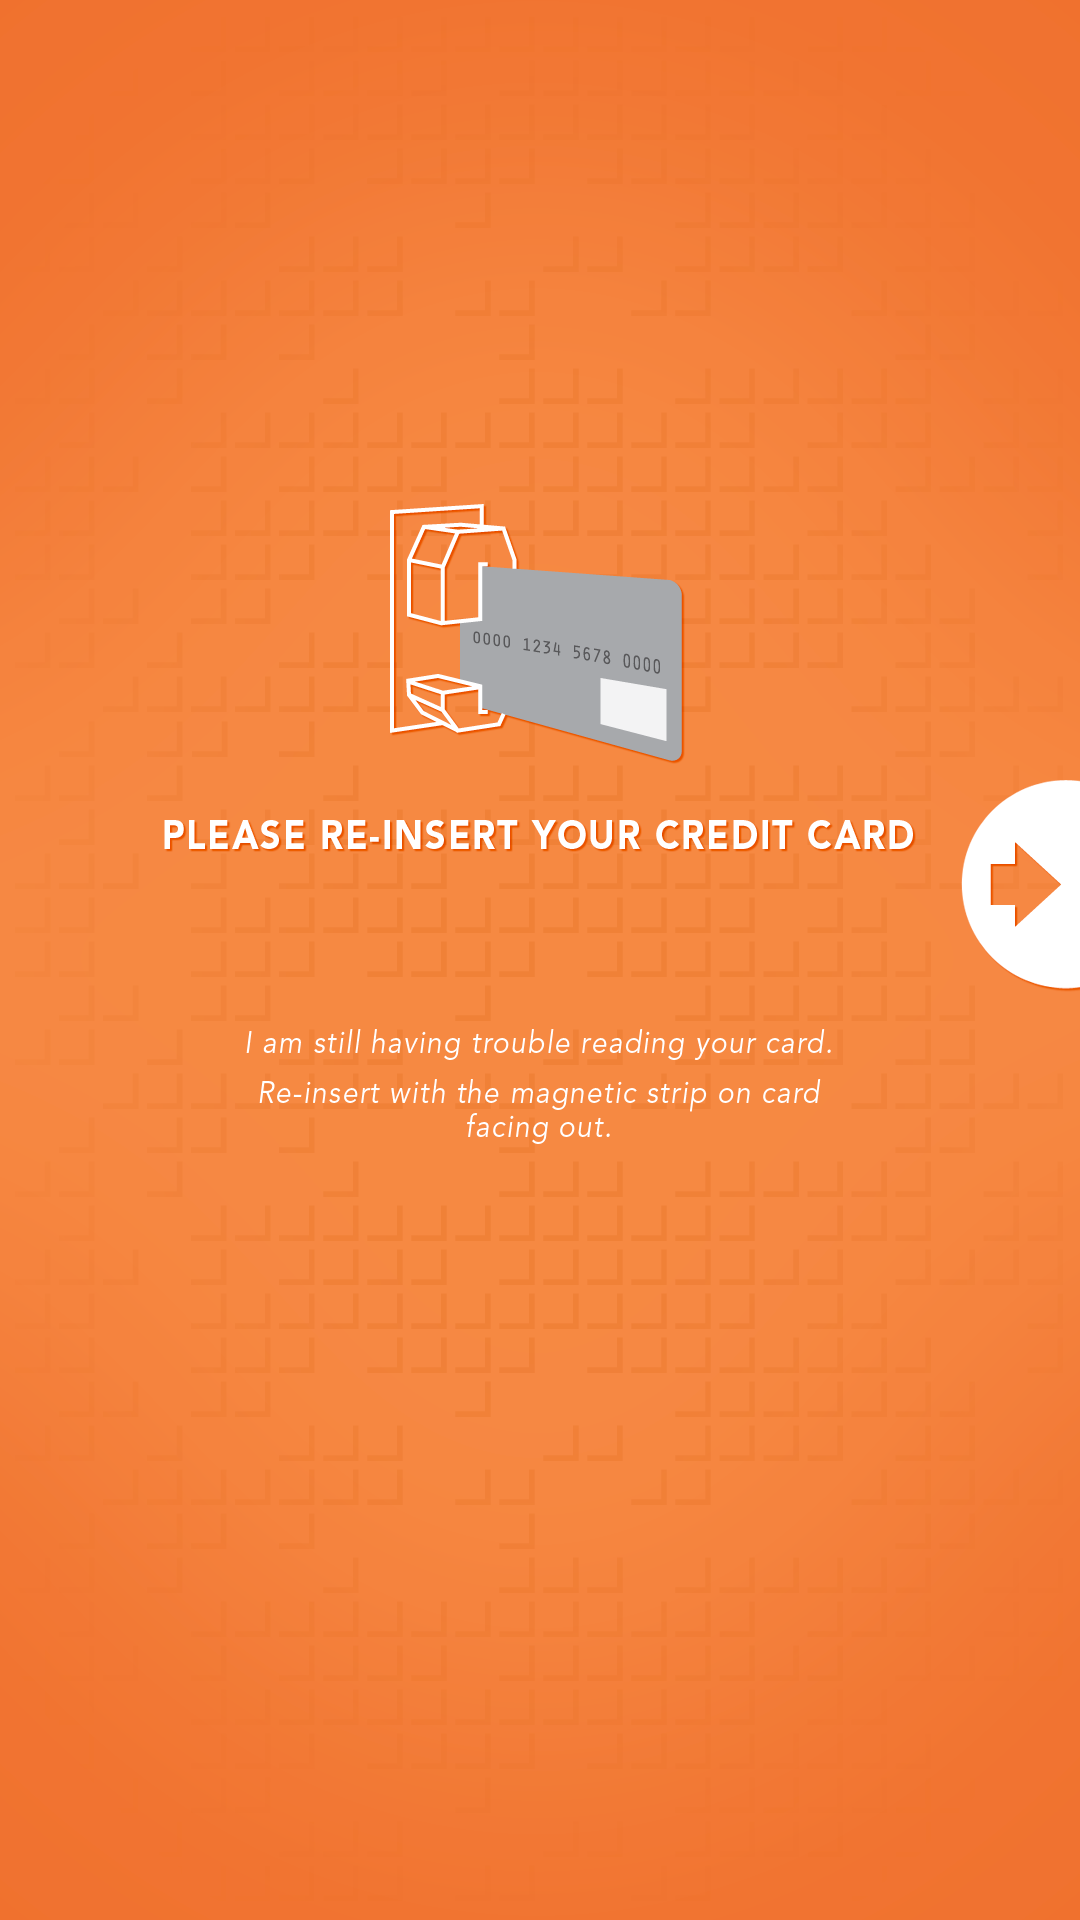 0000 1234 5678 0000
PLEASE RE-INSERT YOUR CREDIT CARD
I am still having trouble reading your card.
Re-insert with the magnetic strip on card
facing out.